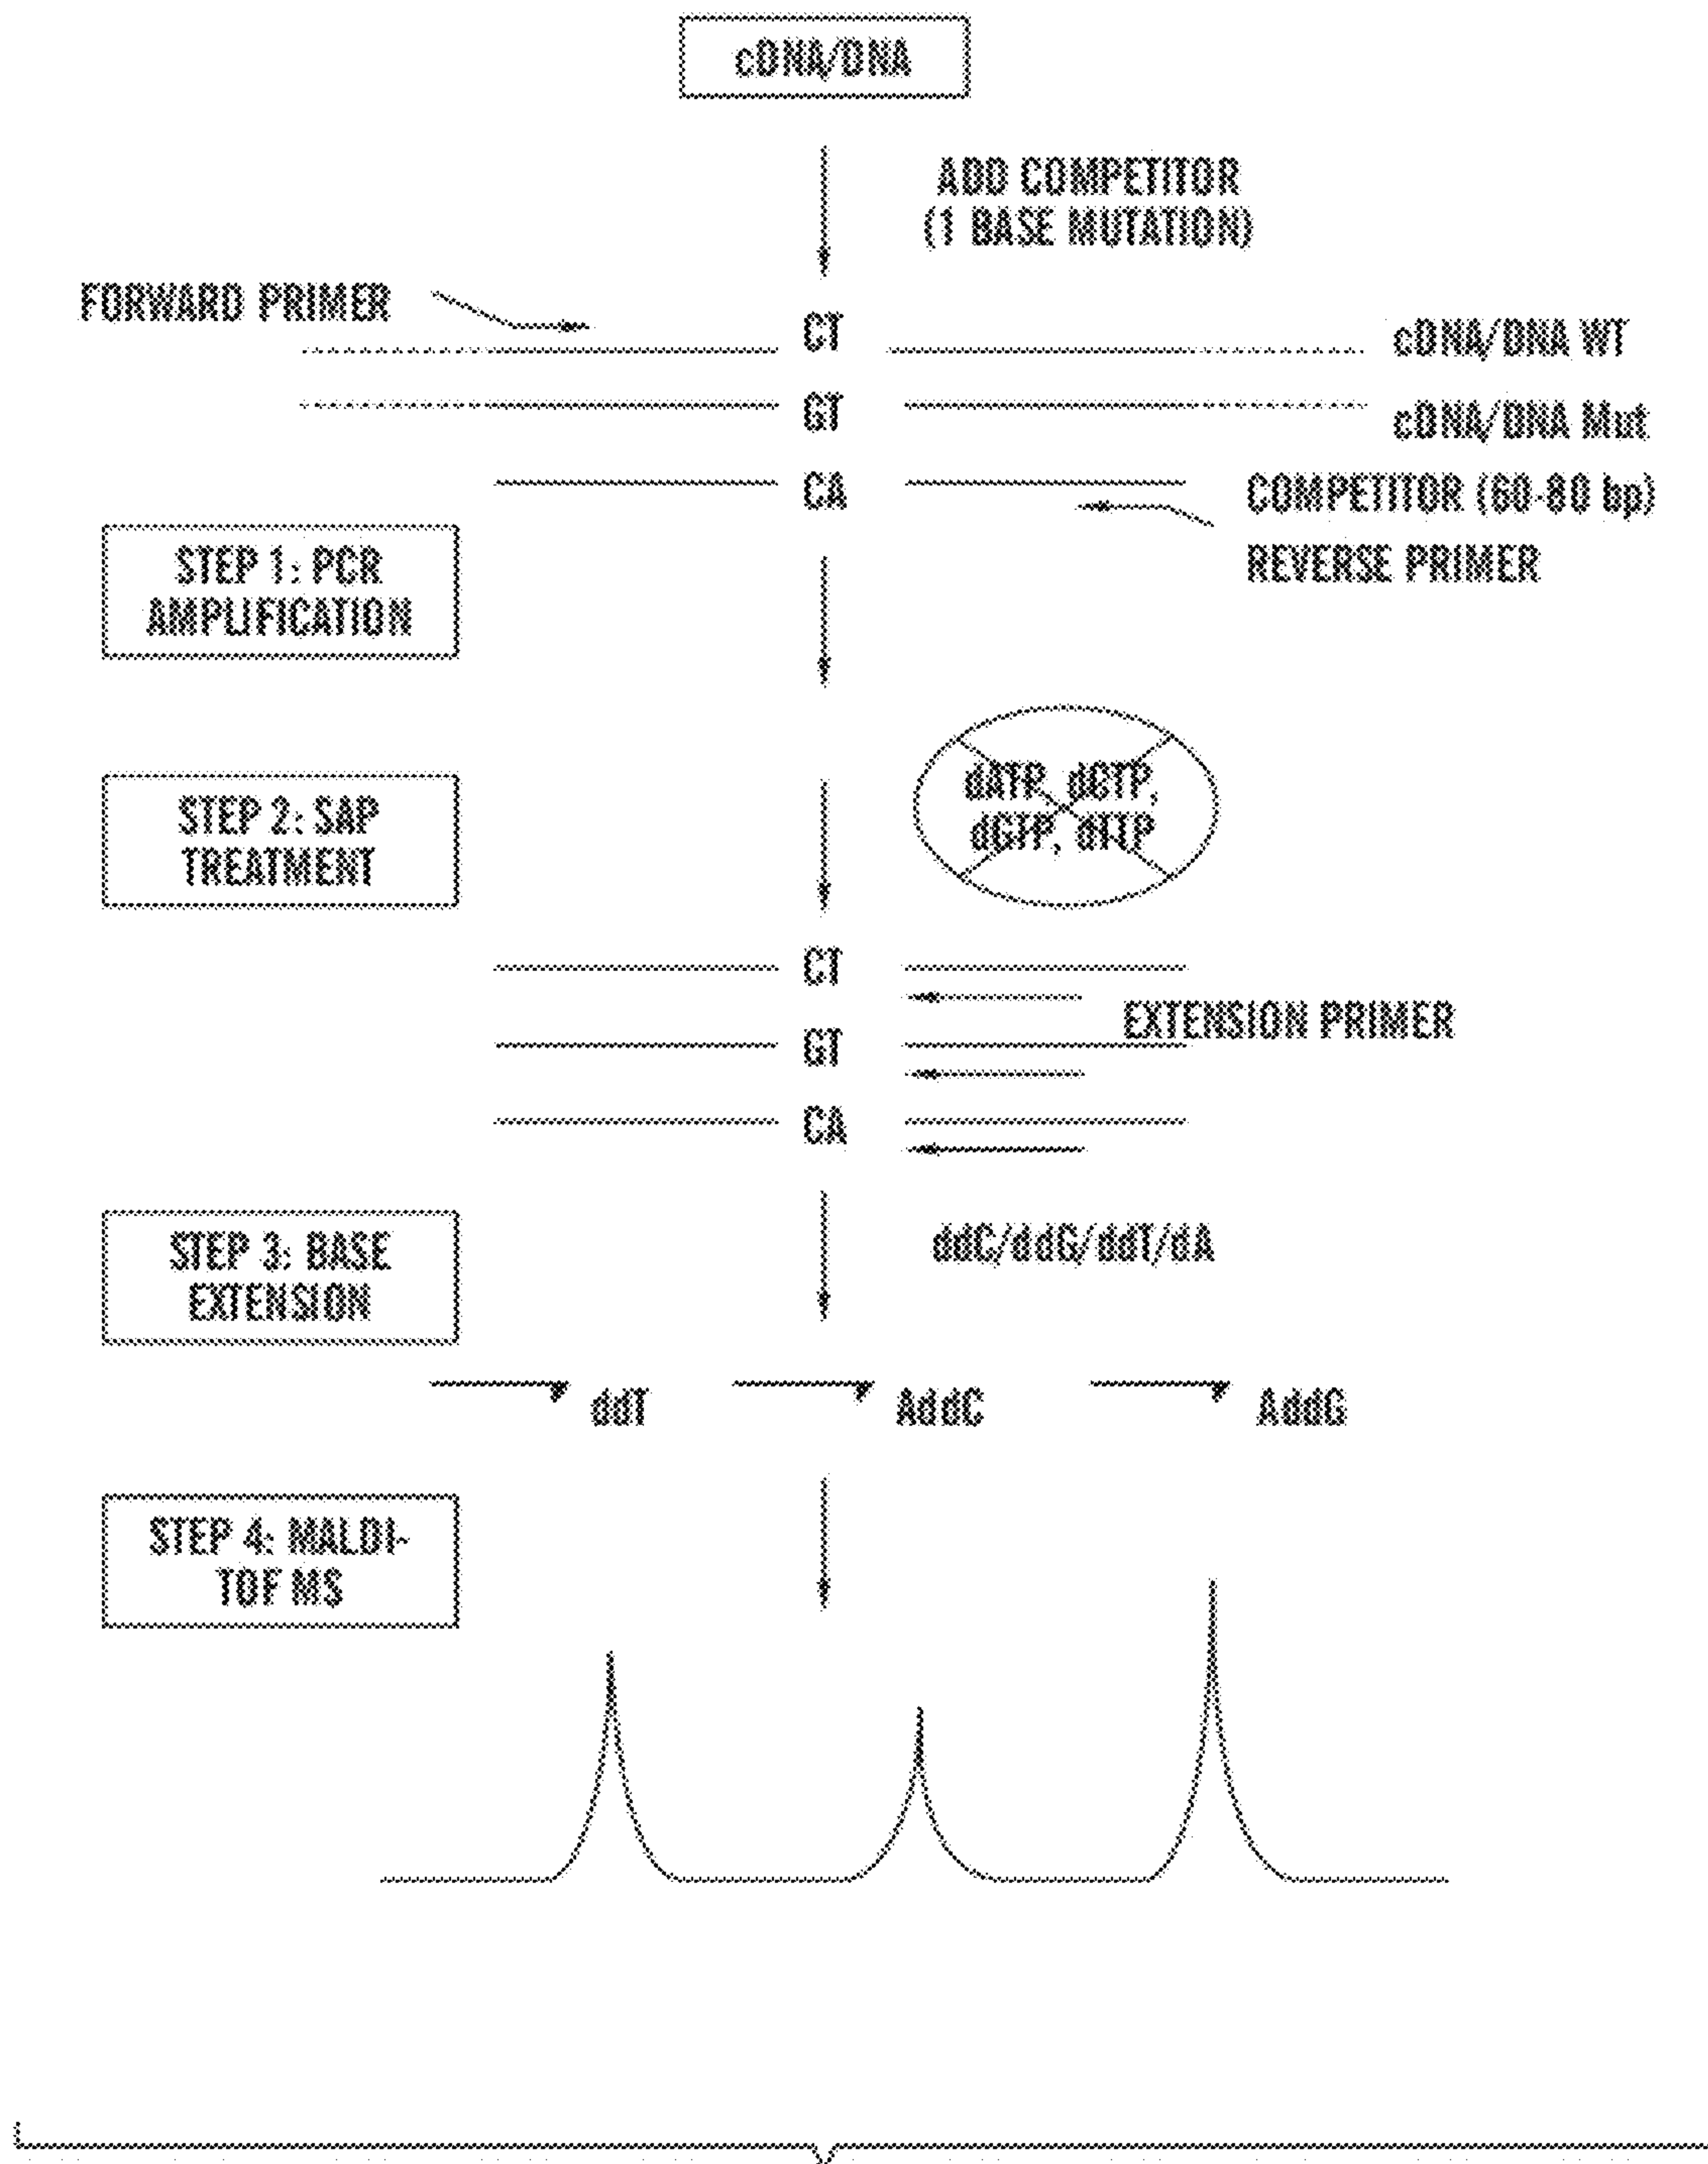 cDNA/DNA
ADD COMPETITOR
(1 BASE MUTATION)
FORWARD PRIMER
CT
cDNA/DNA WT
GT
cDNA/DNA Mut
CA
COMPETITOR (60-80 bp)
REVERSE PRIMER
STEP 1: PCR
AMPLIFICATION
dATP, dCTP,
dGTP, dTTP
STEP 2: SAP
TREATMENT
CT
EXTENSION PRIMER
GT
CA
STEP 3: BASE
EXTENSION
ddC/ddG/ddT/dA
ddT
AddC
AddG
STEP 4: MALDI-
TOF MS